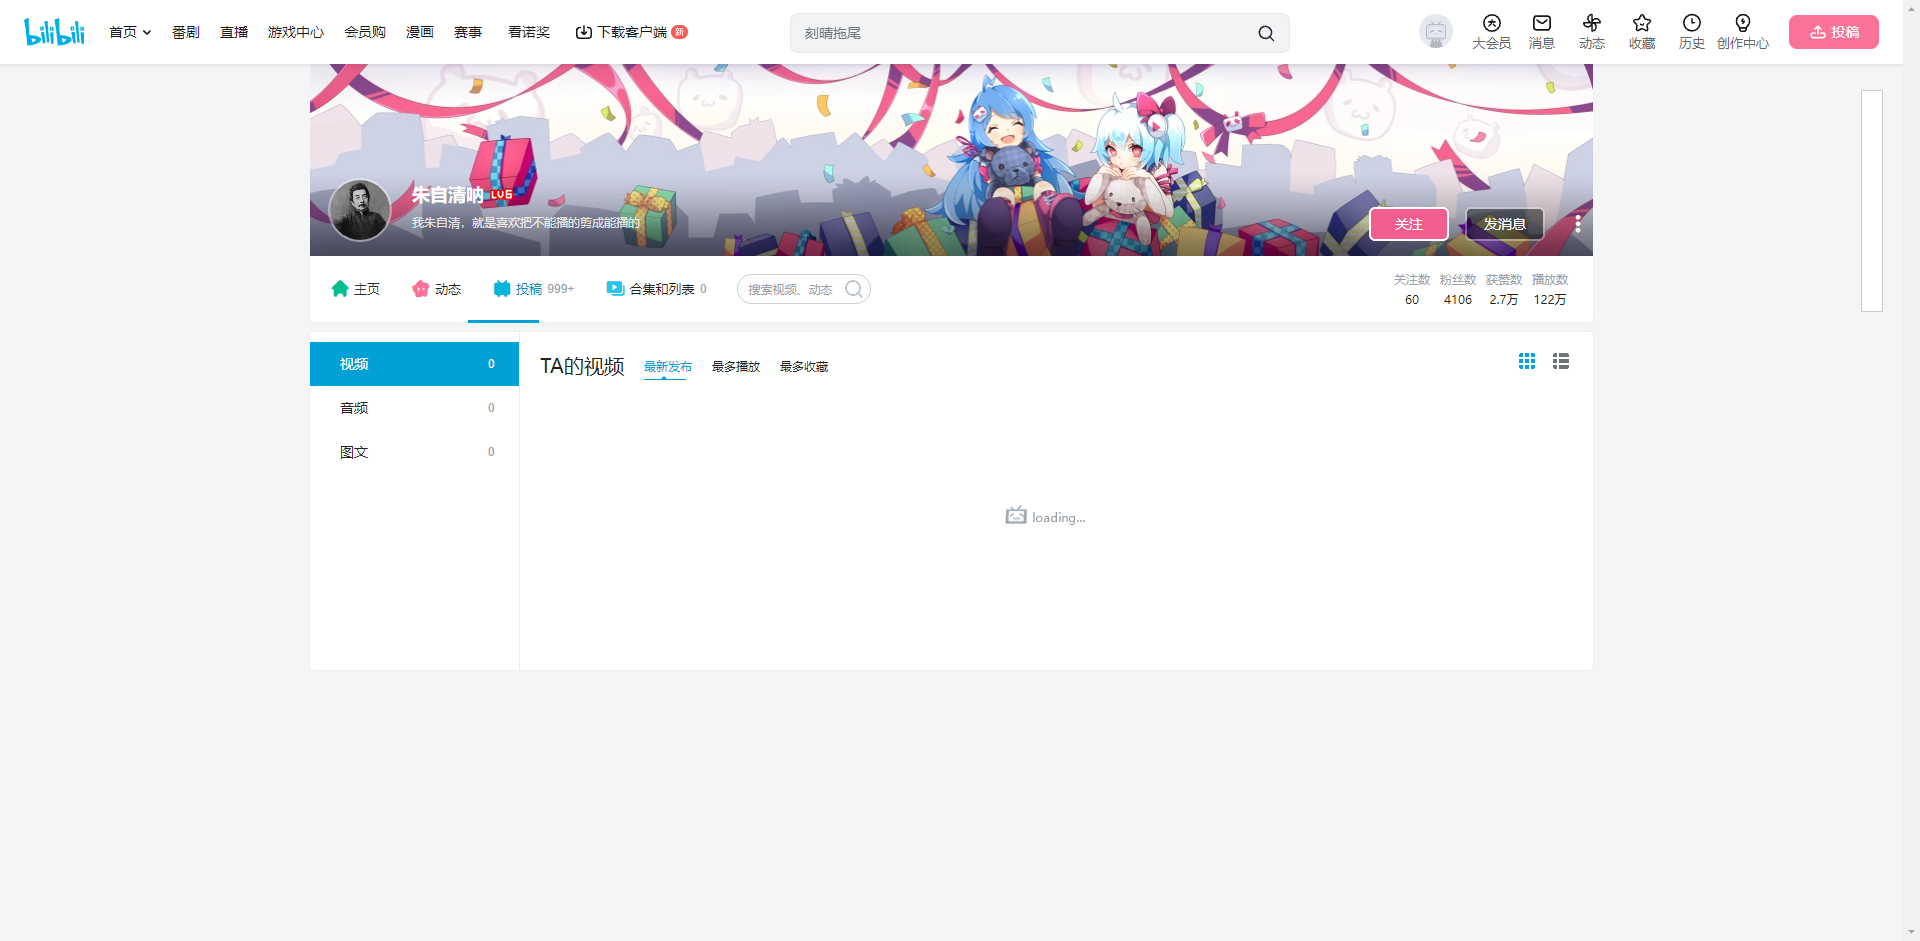 bilibili
首页 番剧 直播 游戏中心 会员购 漫画 赛事 看诺奖 下载客户端 新
刻晴拖尾
大会员 消息 动态 收藏 历史 创作中心 投稿
朱自清呐 LV6
我朱自清，就是喜欢把不能播的剪成能播的
关注 发消息
主页 动态 投稿 999+ 合集和列表 0 搜索视频、动态
关注数 粉丝数 获赞数 播放数
60 4106 2.7万 122万
视频 0
音频 0
图文 0
TA的视频 最新发布 最多播放 最多收藏
loading...